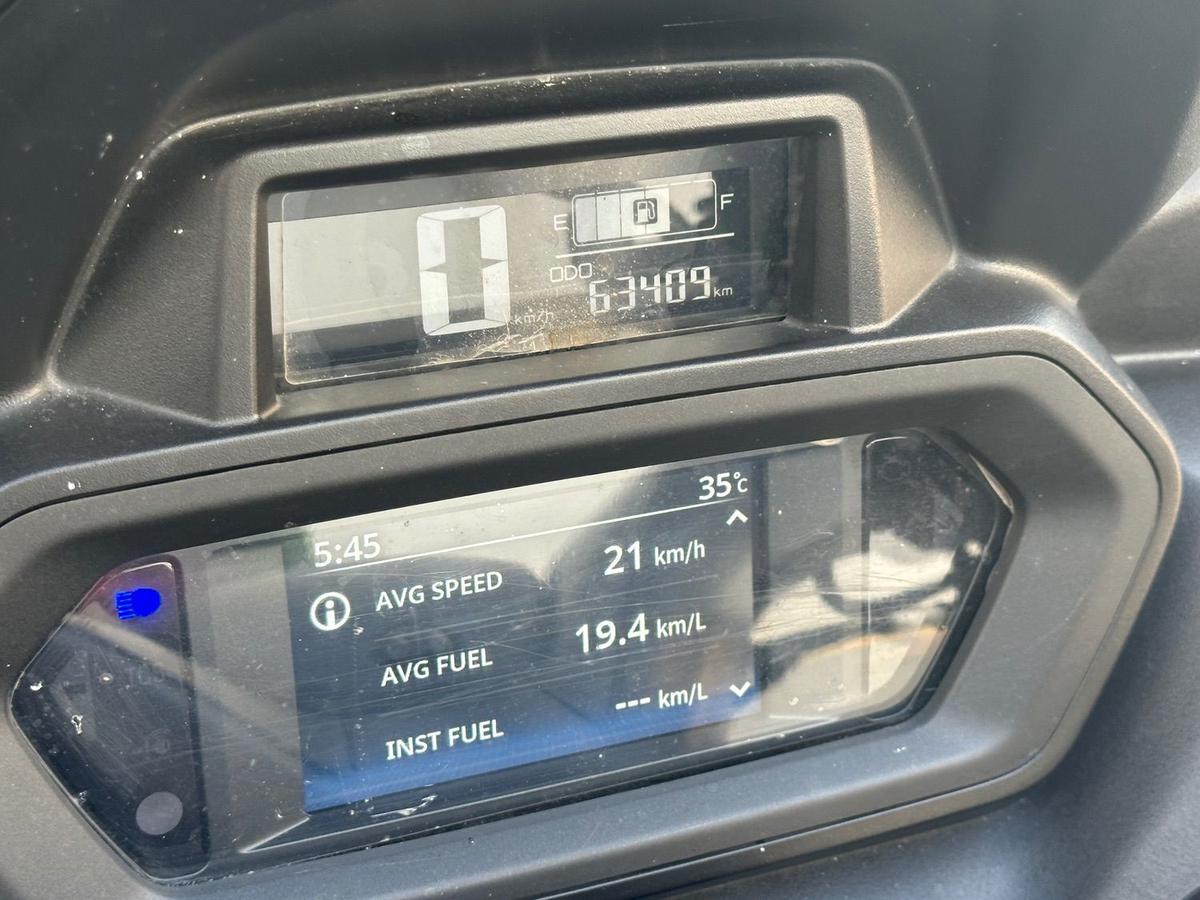 E F
0 km/h
ODO 63409 km
5:45 35°C
AVG SPEED 21 km/h
AVG FUEL 19.4 km/L
INST FUEL --- km/L